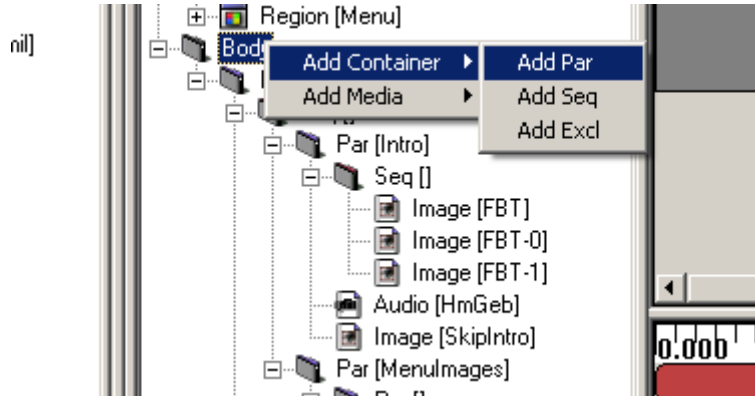 Region [Menu]
nil]
Body
Add Container
Add Par
Add Media
Add Seq
Add Excl
Par [Intro]
Seq []
Image [FBT]
Image [FBT-0]
Image [FBT-1]
Audio [HmGeb]
Image [SkipIntro]
0.000
Par [MenuImages]